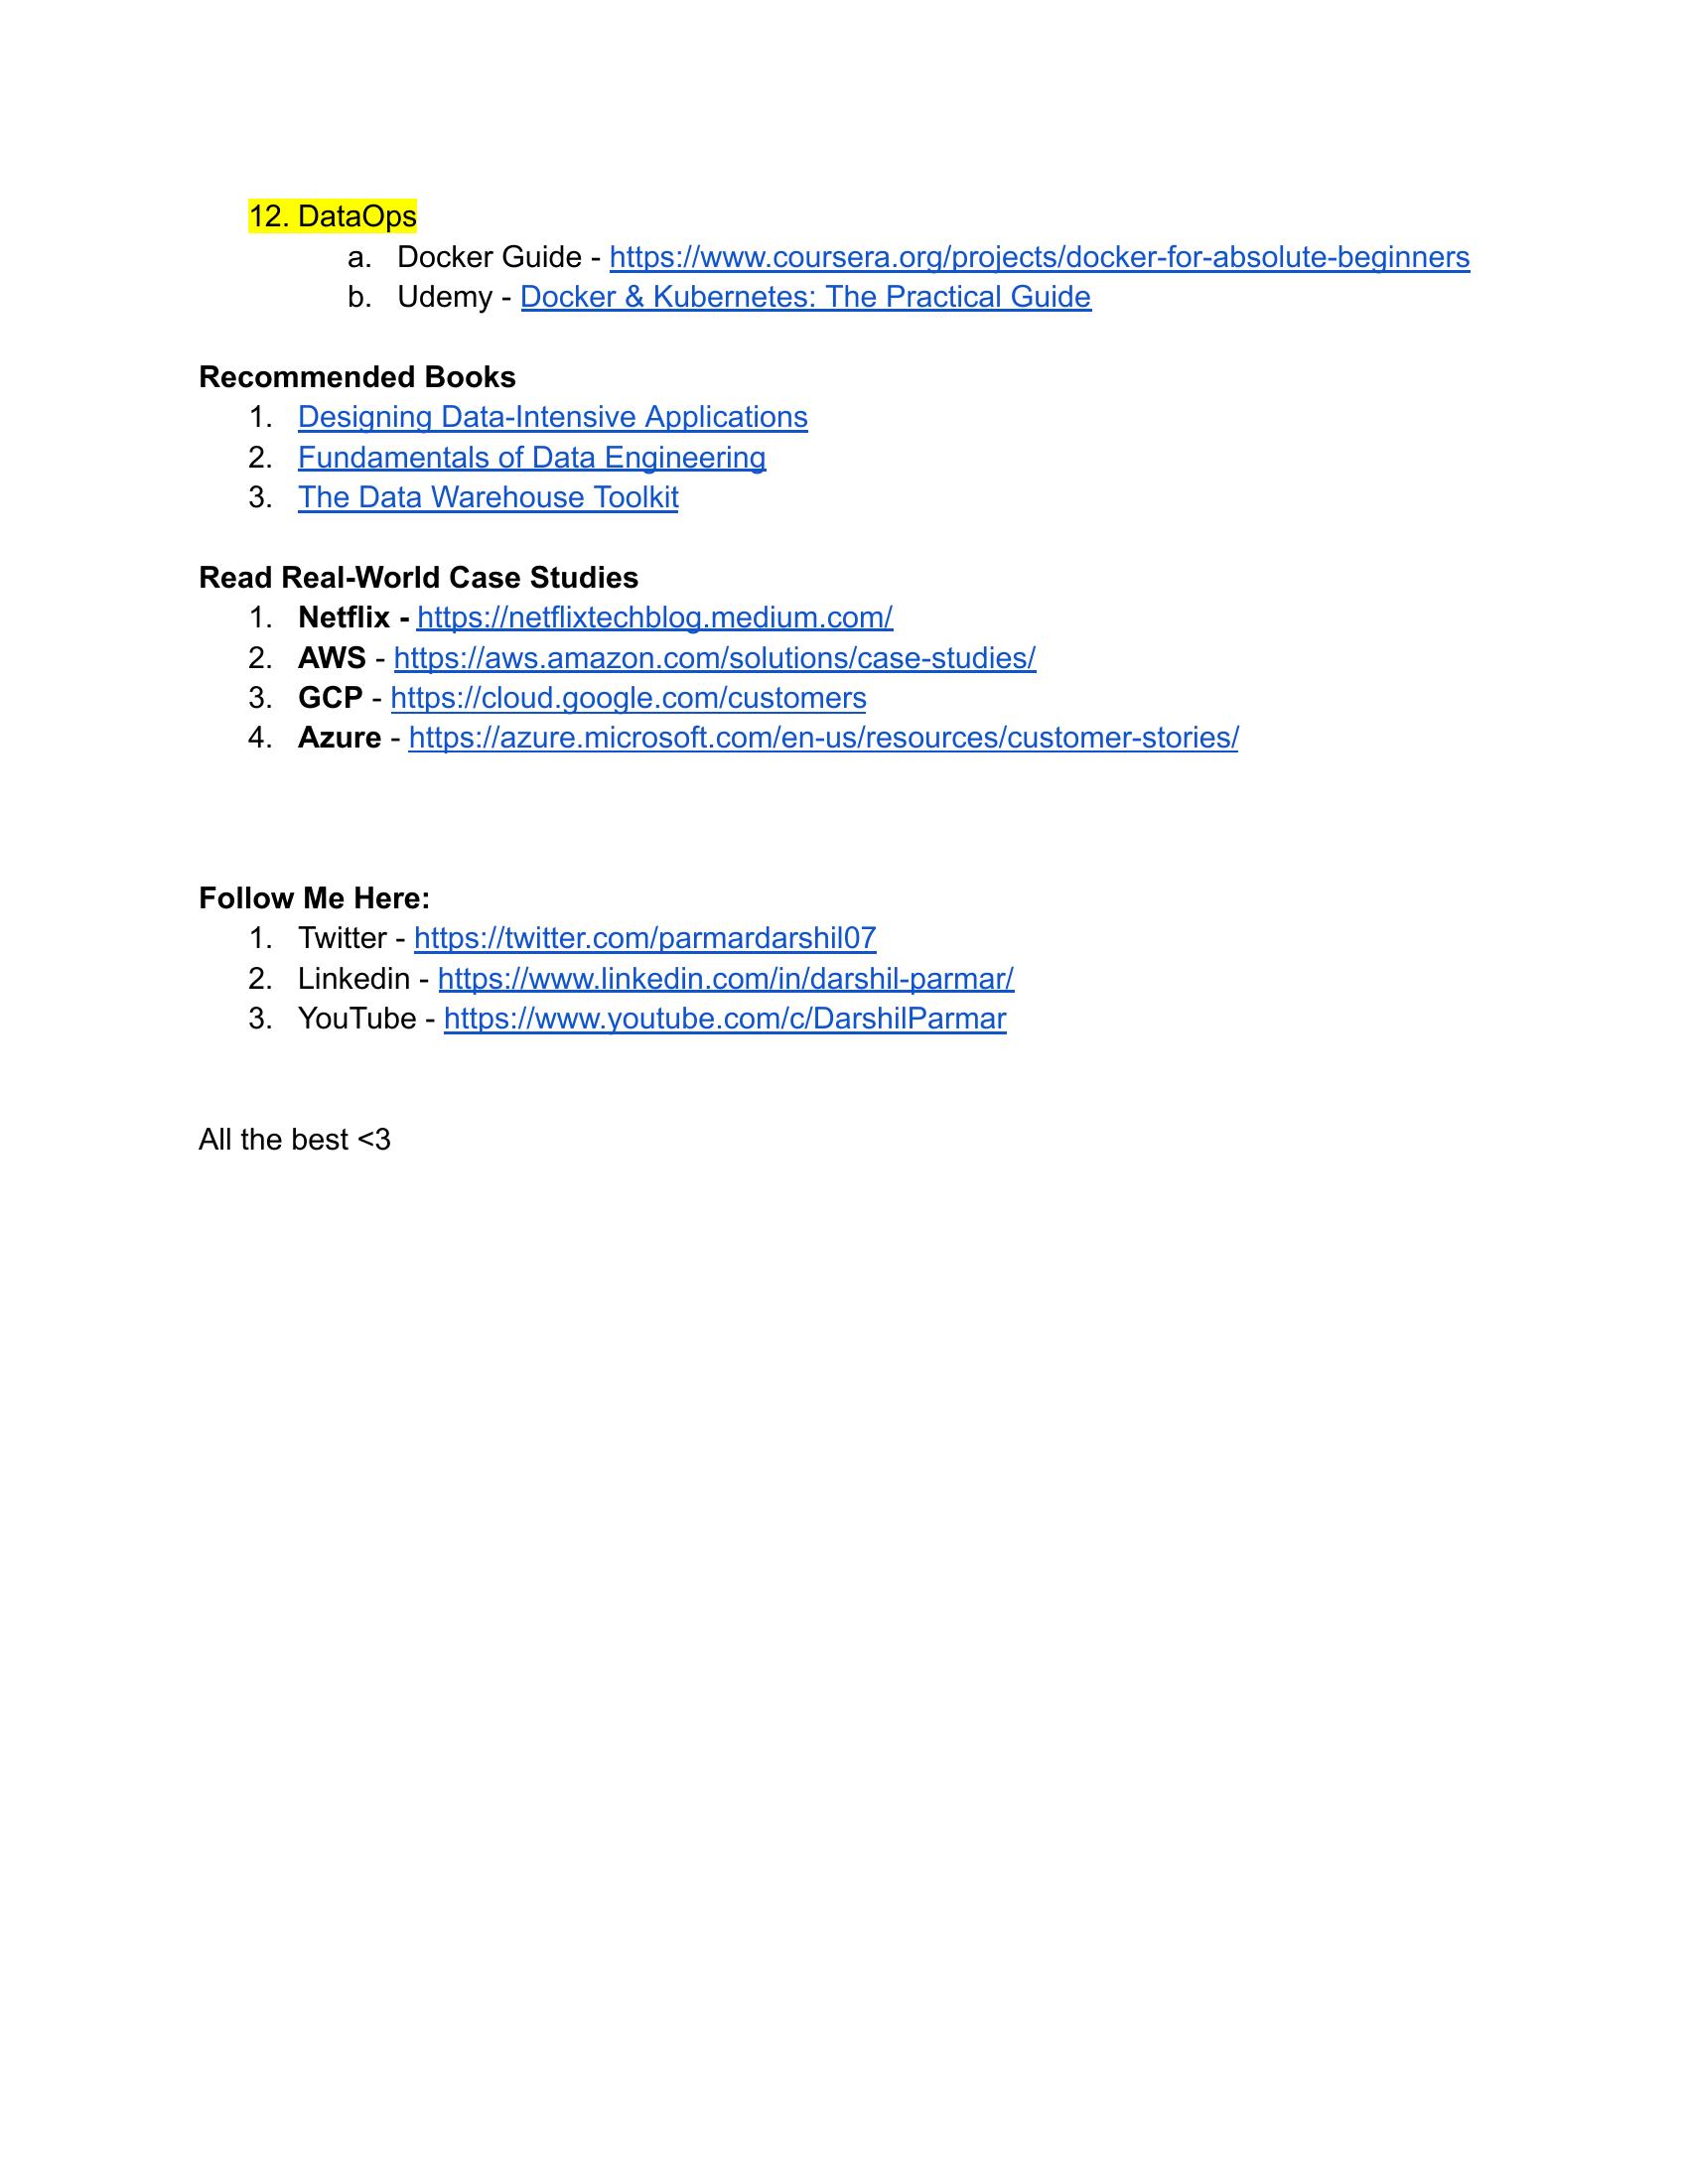 12. DataOps
a. Docker Guide - https://www.coursera.org/projects/docker-for-absolute-beginners
b. Udemy - Docker & Kubernetes: The Practical Guide
Recommended Books
1. Designing Data-Intensive Applications
2. Fundamentals of Data Engineering
3. The Data Warehouse Toolkit
Read Real-World Case Studies
1. Netflix - https://netflixtechblog.medium.com/
2. AWS - https://aws.amazon.com/solutions/case-studies/
3. GCP - https://cloud.google.com/customers
4. Azure - https://azure.microsoft.com/en-us/resources/customer-stories/
Follow Me Here:
1. Twitter - https://twitter.com/parmardarshil07
2. Linkedin - https://www.linkedin.com/in/darshil-parmar/
3. YouTube - https://www.youtube.com/c/DarshilParmar
All the best <3